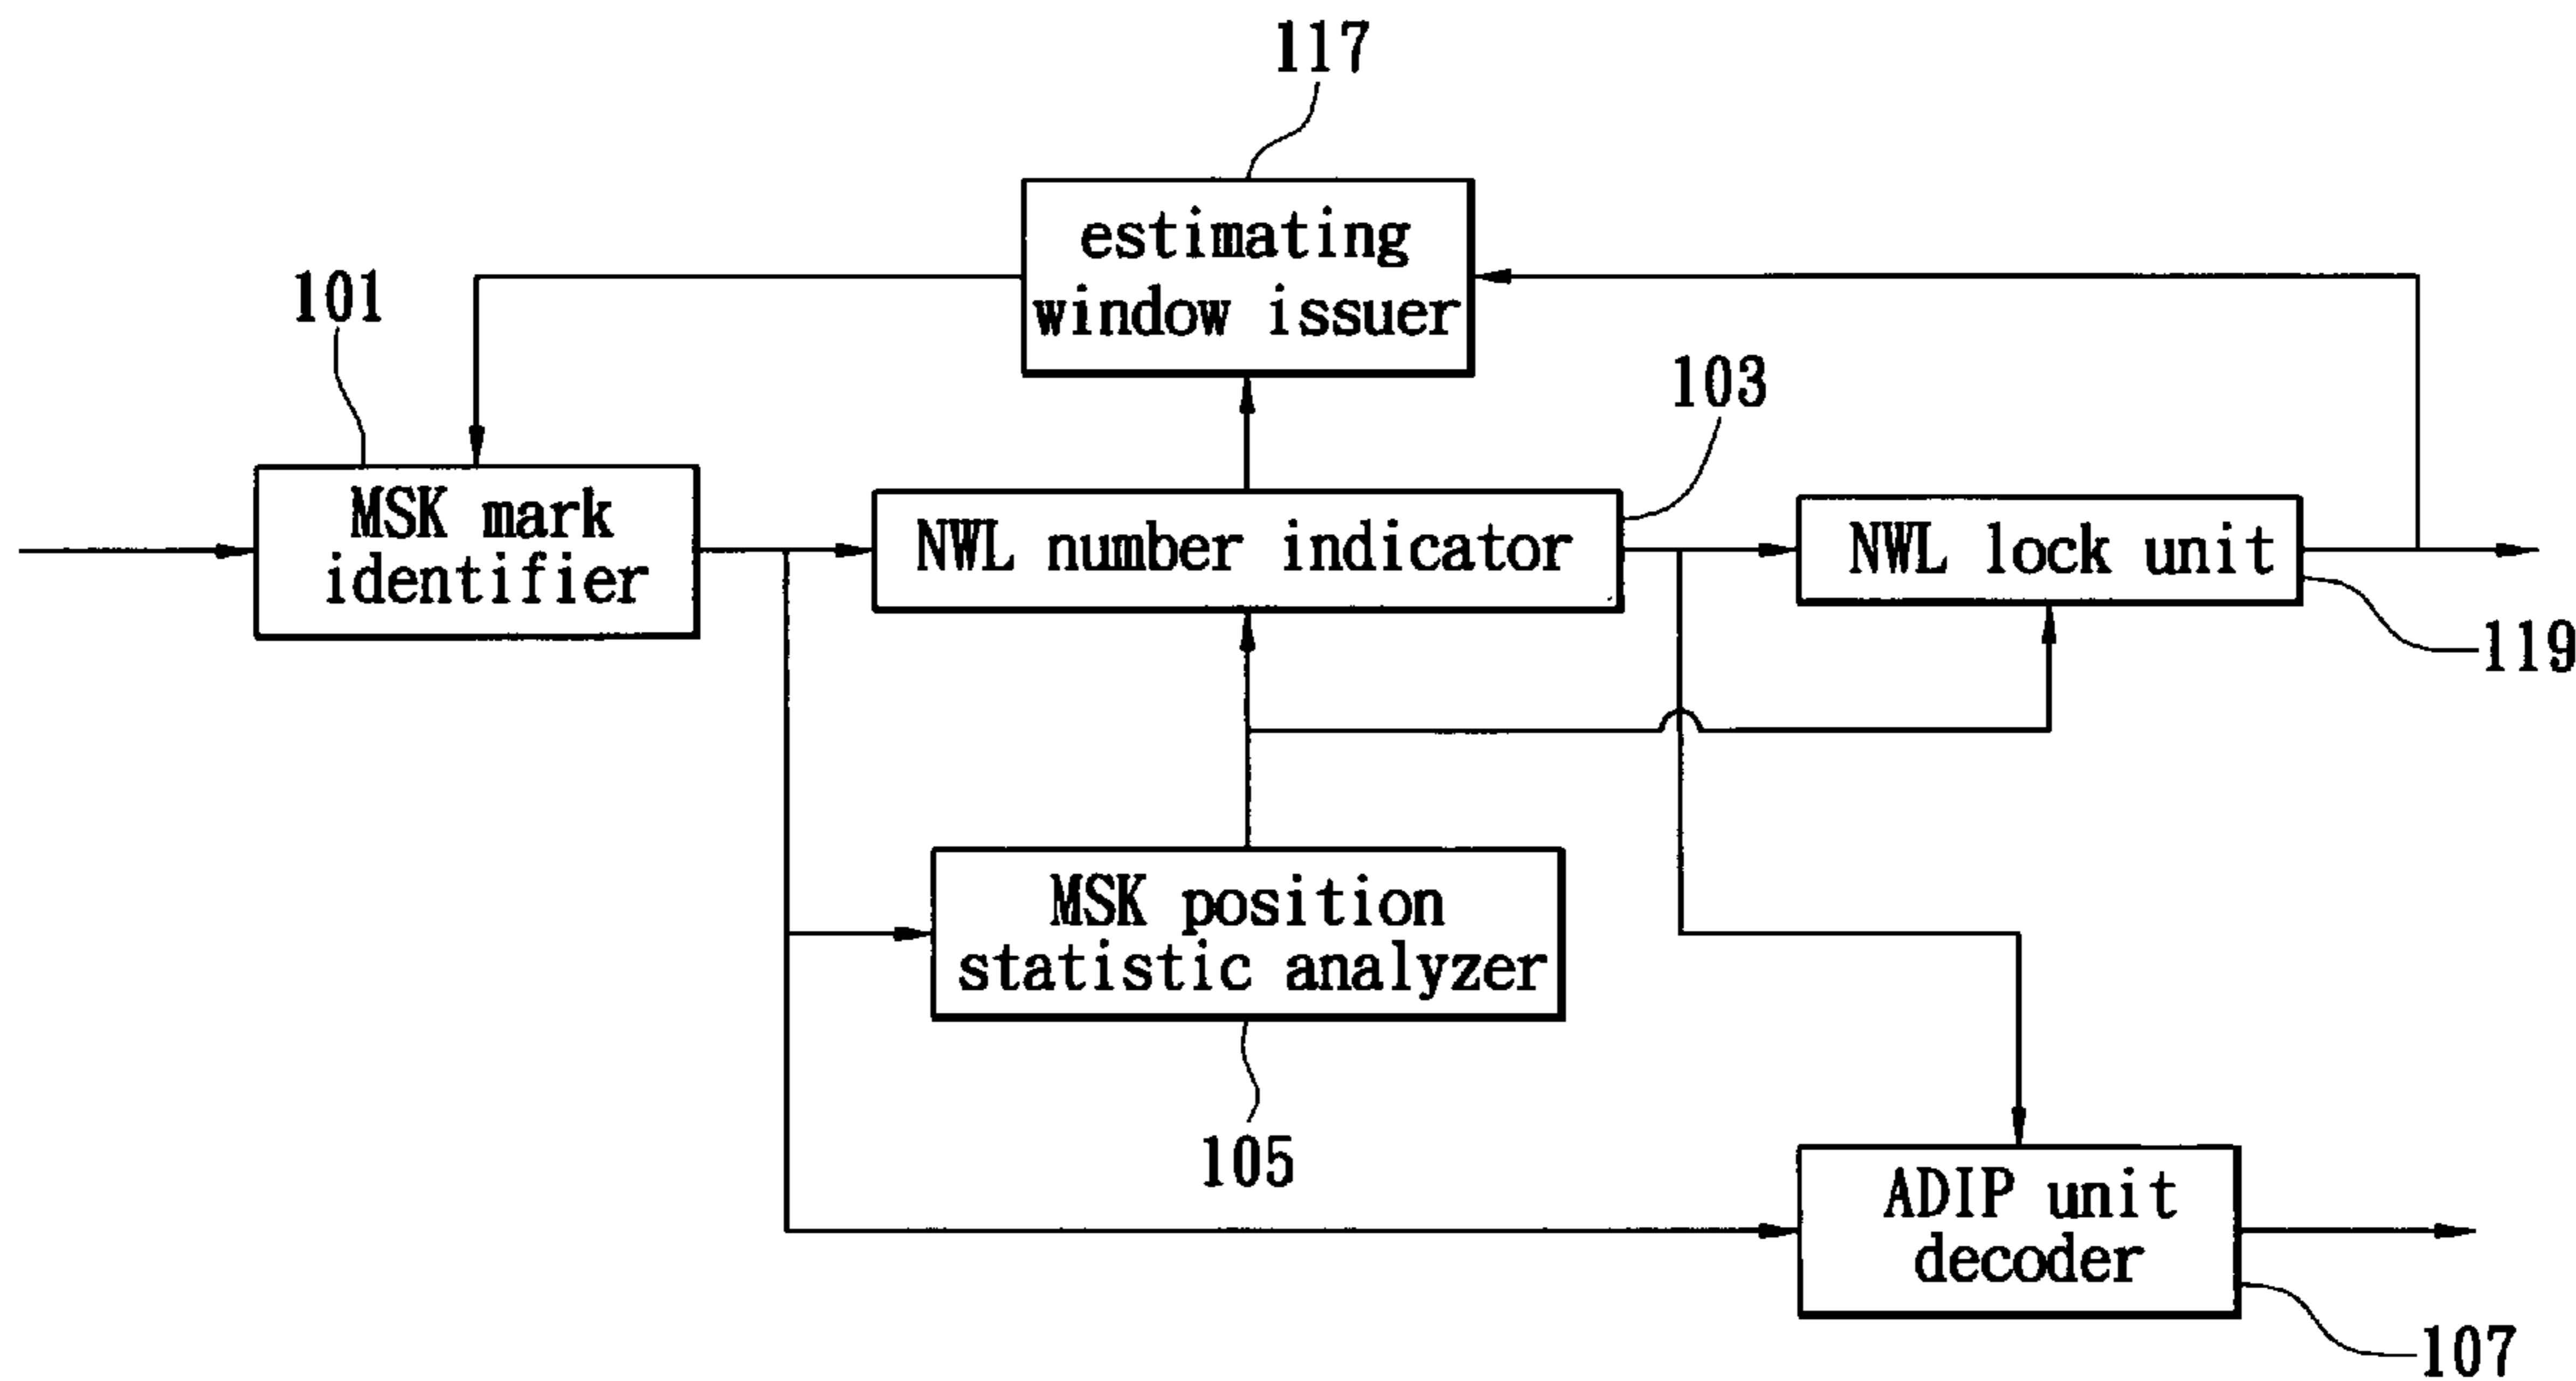 117
estimating
window issuer
101
103
MSK mark
identifier
NWL number indicator
NWL lock unit
119
MSK position
statistic analyzer
105
ADIP unit
decoder
107